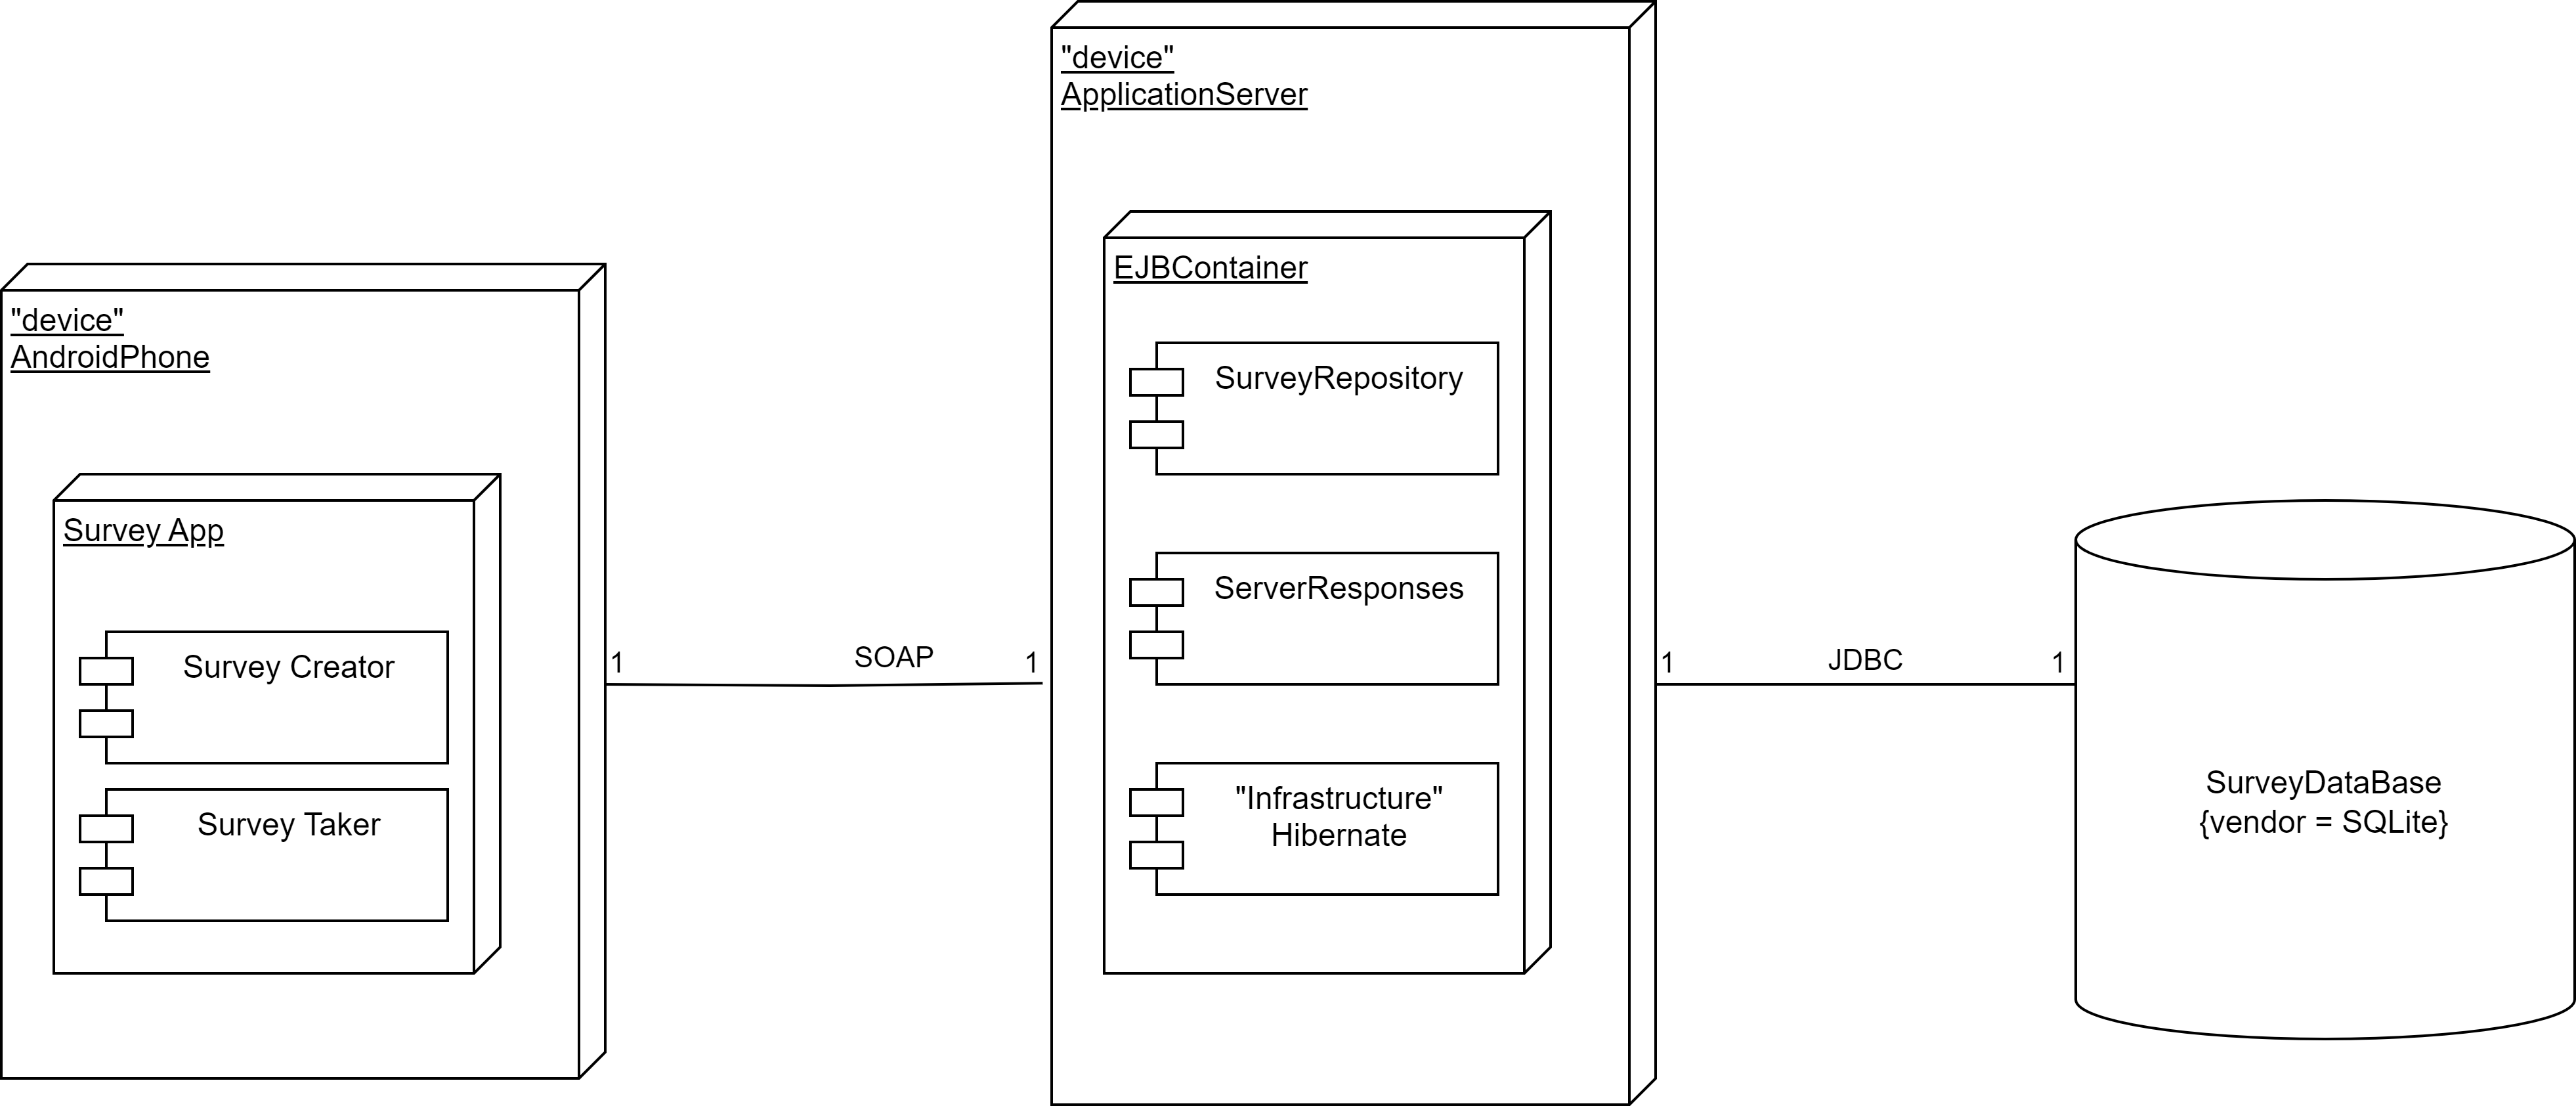 "device"
AndroidPhone
Survey App
Survey Creator
Survey Taker
1
SOAP
1
"device"
ApplicationServer
EJBContainer
SurveyRepository
ServerResponses
"Infrastructure"
Hibernate
1
JDBC
1
SurveyDataBase
{vendor = SQLite}